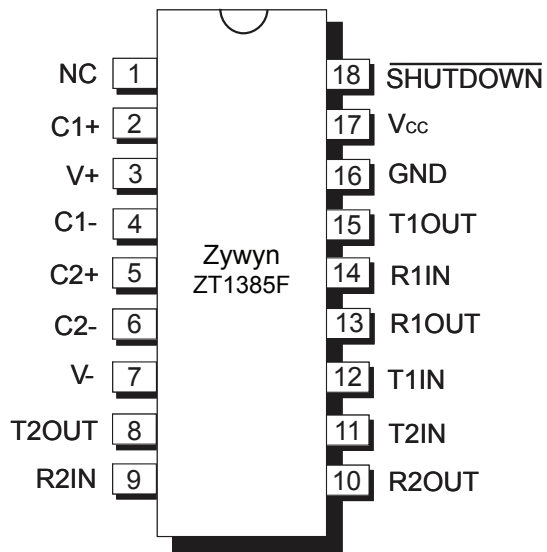 NC 1 18 SHUTDOWN
C1+ 2 17 Vcc
V+ 3 16 GND
C1- 4 15 T1OUT
Zywyn
ZT1385F
C2+ 5 14 R1IN
C2- 6 13 R1OUT
V- 7 12 T1IN
T2OUT 8 11 T2IN
R2IN 9 10 R2OUT